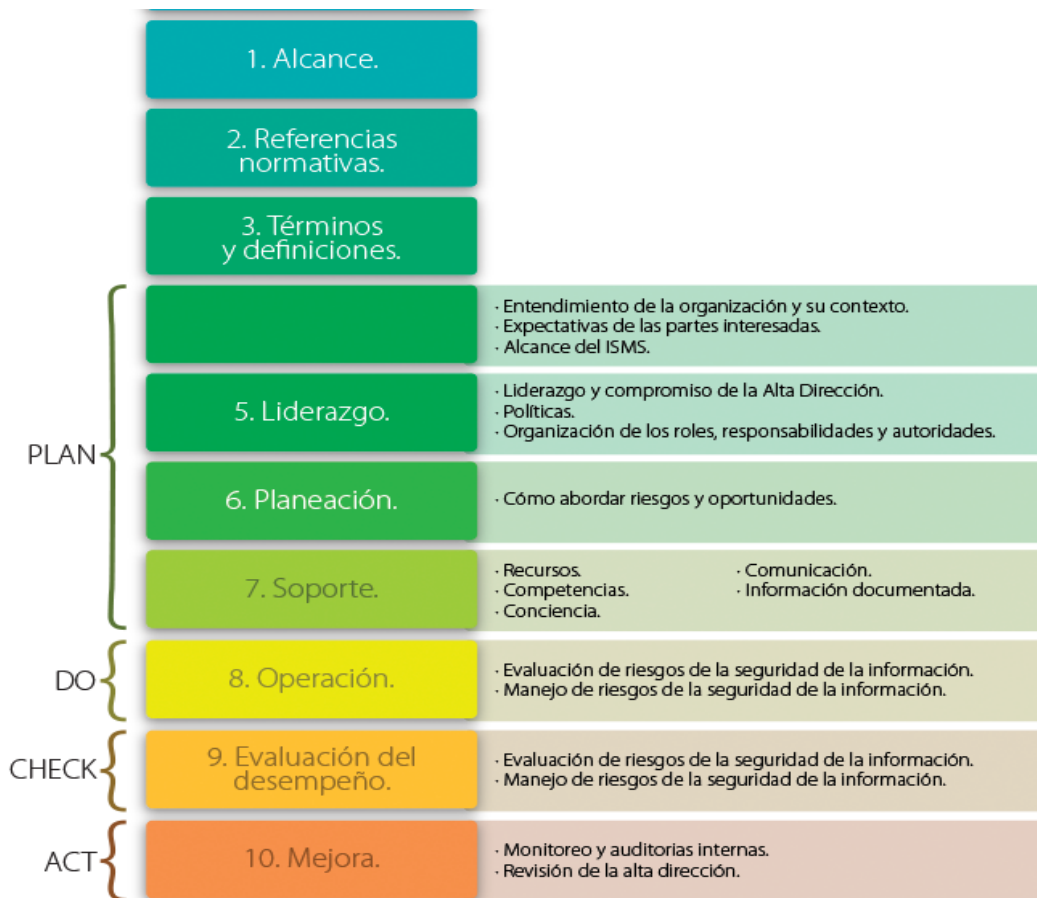 1. Alcance.
2. Referencias
normativas.
3. Términos
y definiciones.
· Entendimiento de la organización y su contexto.
· Expectativas de las partes interesadas.
· Alcance del ISMS.
PLAN
5. Liderazgo.
· Liderazgo y compromiso de la Alta Dirección.
· Políticas.
· Organización de los roles, responsabilidades y autoridades.
6. Planeación.
· Cómo abordar riesgos y oportunidades.
7. Soporte.
· Recursos.
· Competencias.
· Conciencia.
· Comunicación.
· Información documentada.
DO
8. Operación.
· Evaluación de riesgos de la seguridad de la información.
· Manejo de riesgos de la seguridad de la información.
CHECK
9. Evaluación del
desempeño.
· Evaluación de riesgos de la seguridad de la información.
· Manejo de riesgos de la seguridad de la información.
ACT
10. Mejora.
· Monitoreo y auditorias internas.
· Revisión de la alta dirección.